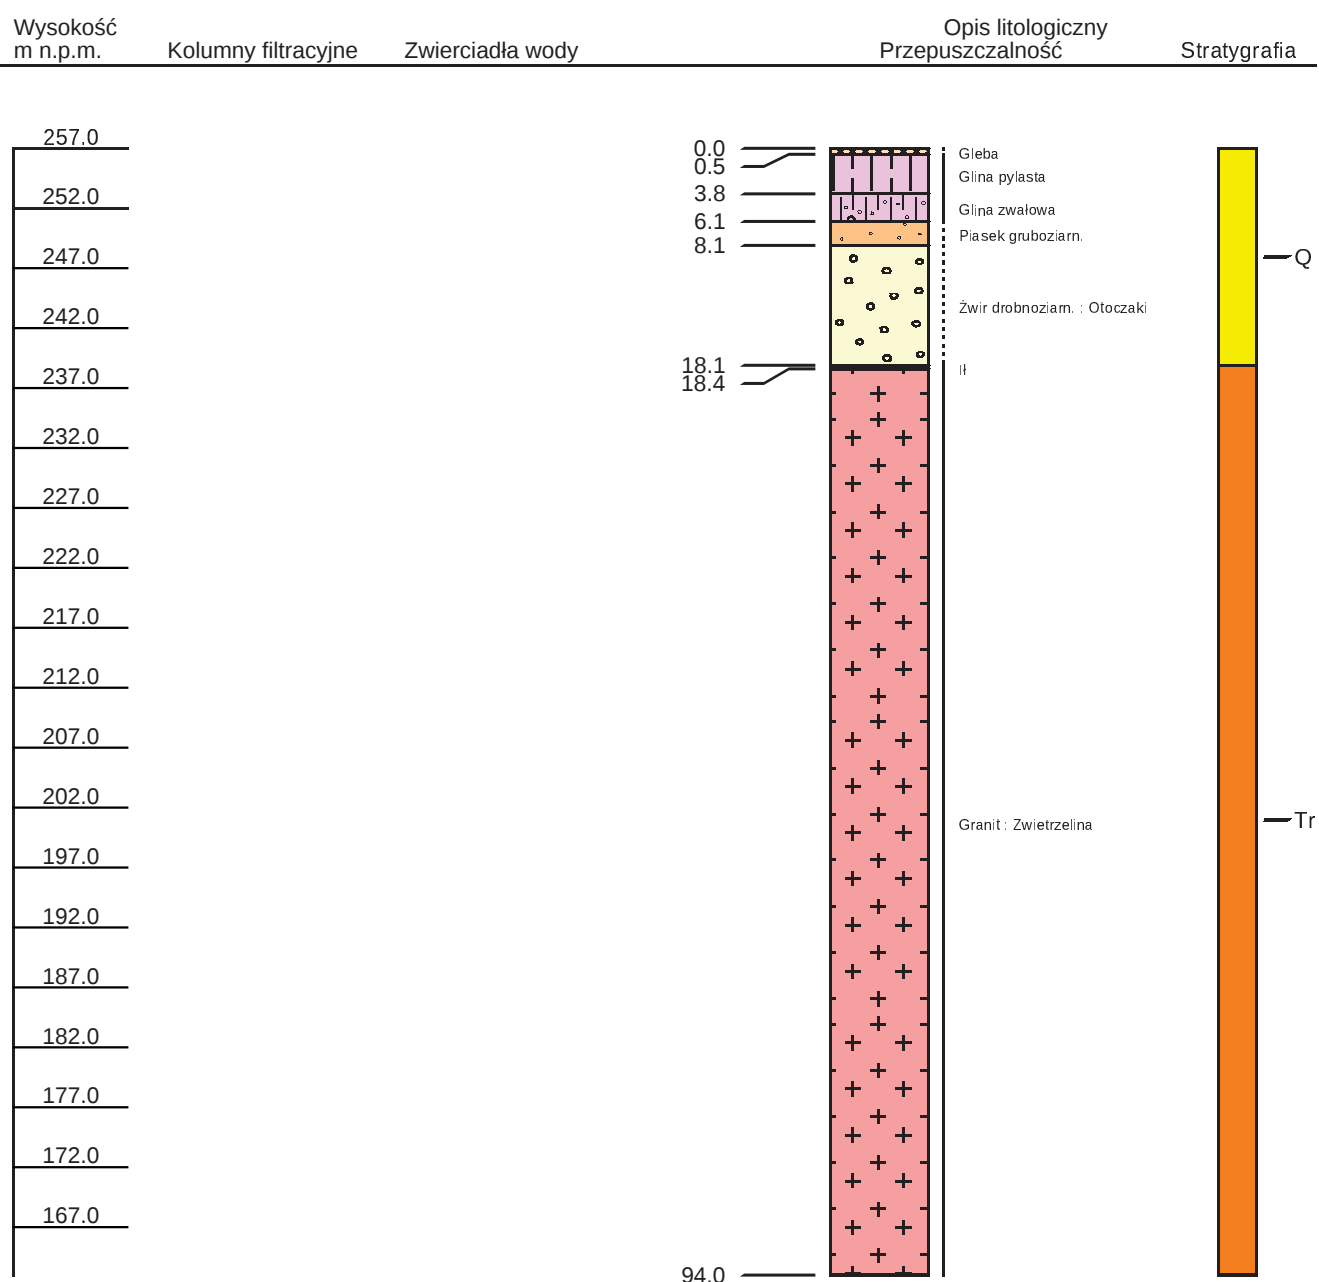 Wysokość
m n.p.m.
Kolumny filtracyjne
Zwierciadła wody
Opis litologiczny
Przepuszczalność
Stratygrafia
257.0
0.0
Gleba
0.5
Glina pylasta
252.0
3.8
Glina zwałowa
6.1
Piasek gruboziarn.
8.1
247.0
Q
Żwir drobnoziarn. : Otoczaki
242.0
18.1
Ił
237.0
18.4
232.0
227.0
222.0
217.0
212.0
207.0
202.0
Granit : Zwietrzelina
Tr
197.0
192.0
187.0
182.0
177.0
172.0
167.0
94.0